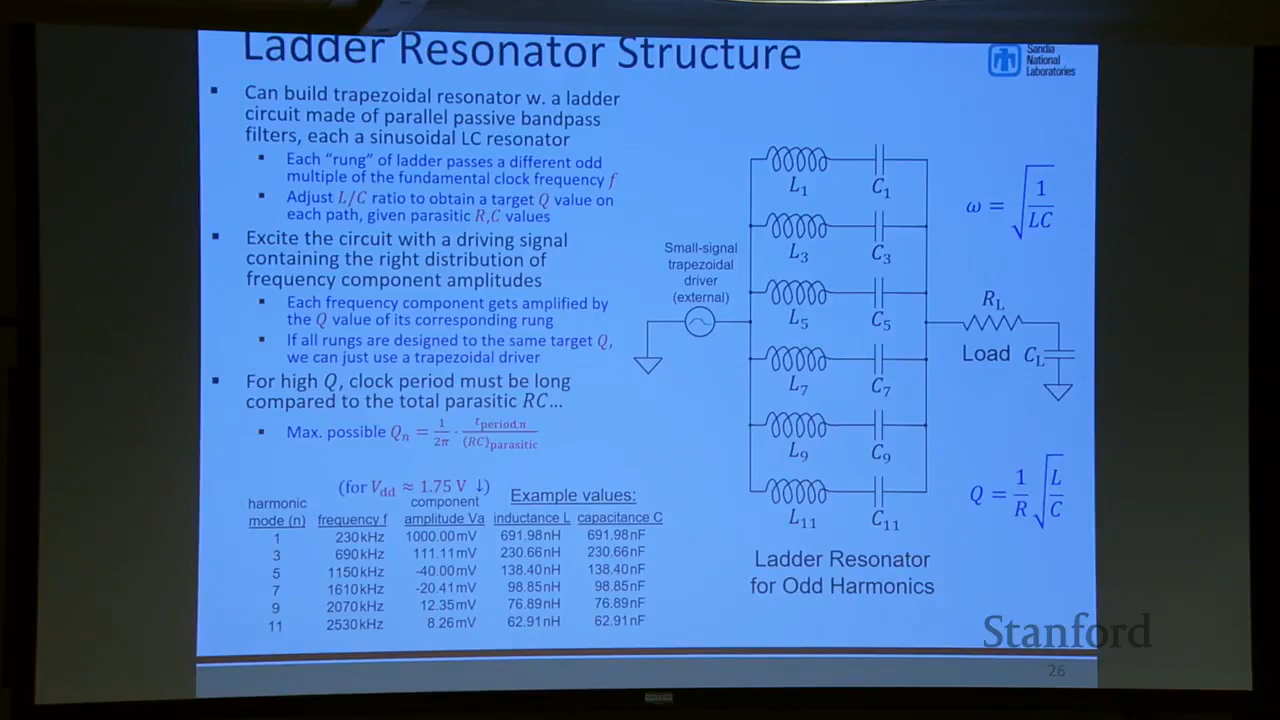 Ladder Resonator Structure
Sandia
National
Laboratories
▪ Can build trapezoidal resonator w. a ladder
circuit made of parallel passive bandpass
filters, each a sinusoidal LC resonator
▪ Each “rung” of ladder passes a different odd
multiple of the fundamental clock frequency f
▪ Adjust L/C ratio to obtain a target Q value on
each path, given parasitic R,C values
▪ Excite the circuit with a driving signal
containing the right distribution of
frequency component amplitudes
▪ Each frequency component gets amplified by
the Q value of its corresponding rung
▪ If all rungs are designed to the same target Q,
we can just use a trapezoidal driver
▪ For high Q, clock period must be long
compared to the total parasitic RC…
▪ Max. possible Qₙ = 1/2π · t_period,n/(RC)_parasitic
(for V_dd ≈ 1.75 V ↓)
Example values:
harmonic mode (n) frequency f component amplitude Va inductance L capacitance C
1 230kHz 1000.00mV 691.98nH 691.98nF
3 690kHz 111.11mV 230.66nH 230.66nF
5 1150kHz -40.00mV 138.40nH 138.40nF
7 1610kHz -20.41mV 98.85nH 98.85nF
9 2070kHz 12.35mV 76.89nH 76.89nF
11 2530kHz 8.26mV 62.91nH 62.91nF
Small-signal
trapezoidal
driver
(external)
L₁ C₁
L₃ C₃
L₅ C₅
L₇ C₇
L₉ C₉
L₁₁ C₁₁
ω = √(1/LC)
R_L
Load C_L
Q = 1/R √(L/C)
Ladder Resonator
for Odd Harmonics
Stanford
26